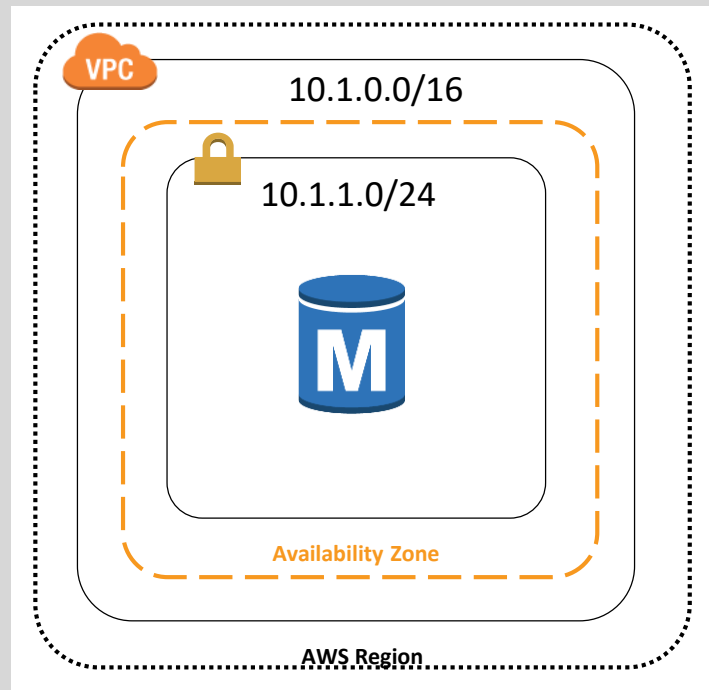 VPC
10.1.0.0/16
10.1.1.0/24
M
Availability Zone
AWS Region